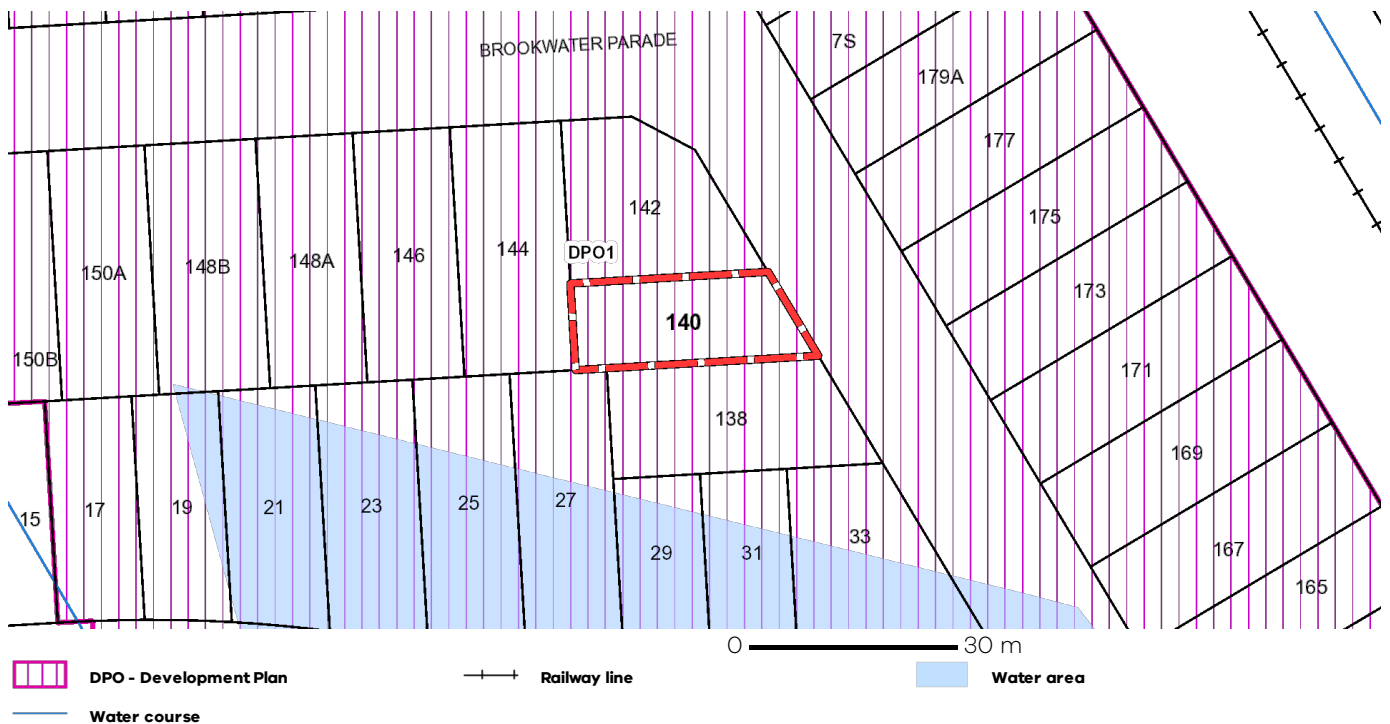 BROOKWATER PARADE
7S
179A
177
142
175
150A
148B
148A
146
144
DPO1
173
140
150B
171
138
169
15
17
19
21
23
25
27
29
31
33
167
165
0 30 m
DPO - Development Plan
Railway line
Water area
Water course